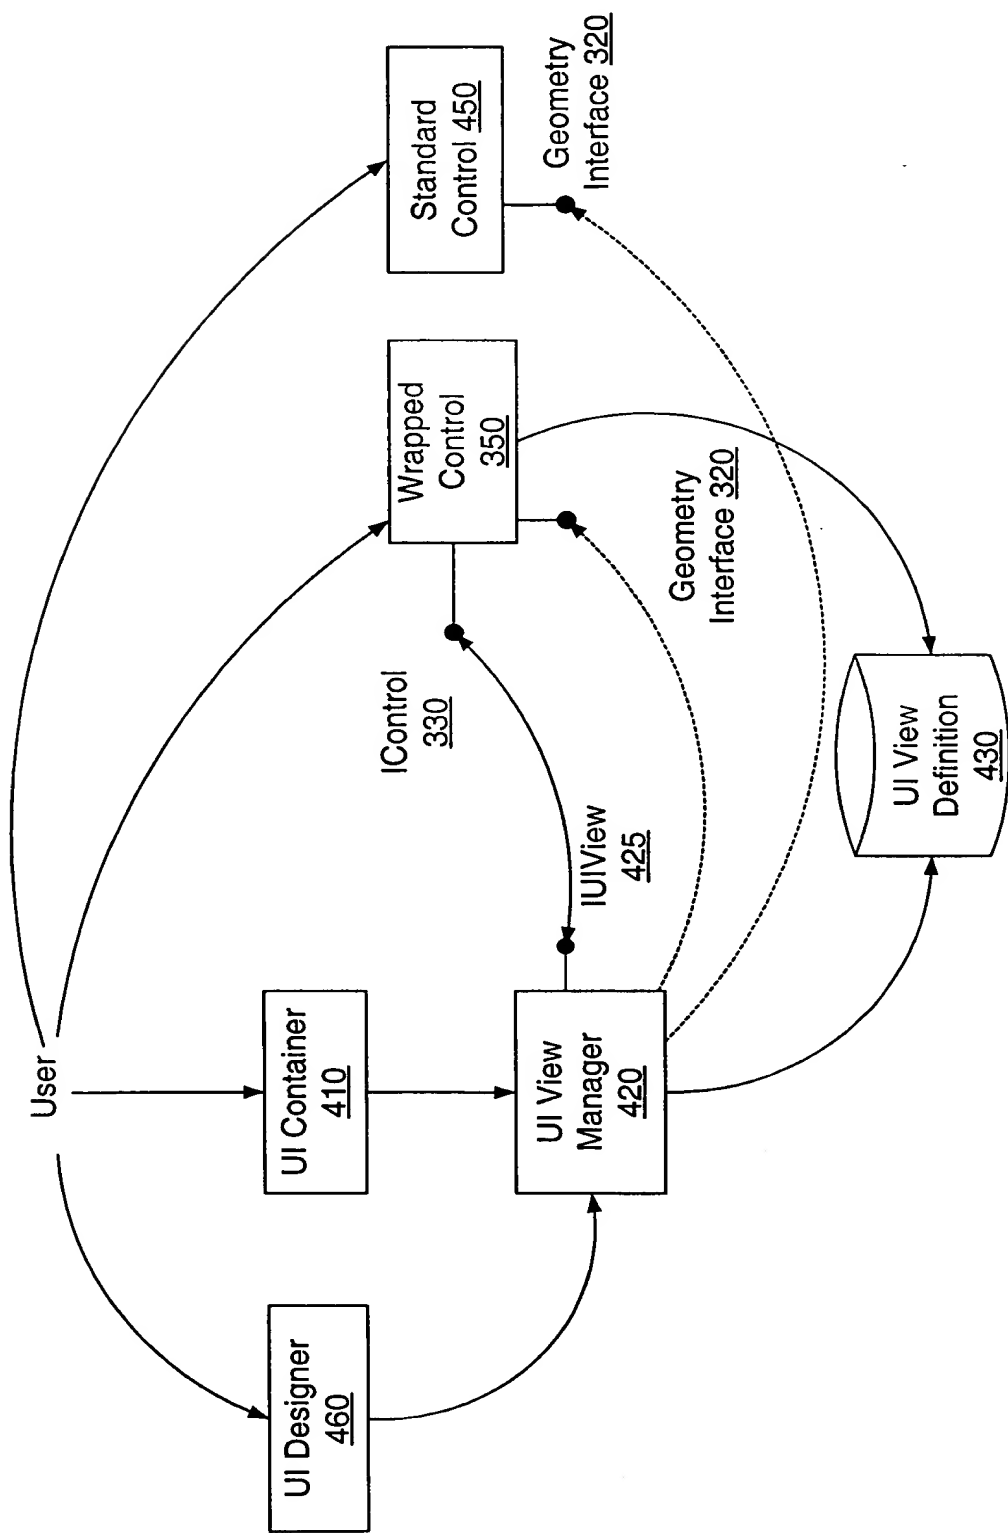 User
UI Designer
460
UI Container
410
Wrapped
Control
350
Standard
Control 450
IControl
330
UI View
Manager
420
IUIView
425
Geometry
Interface 320
Geometry
Interface 320
UI View
Definition
430